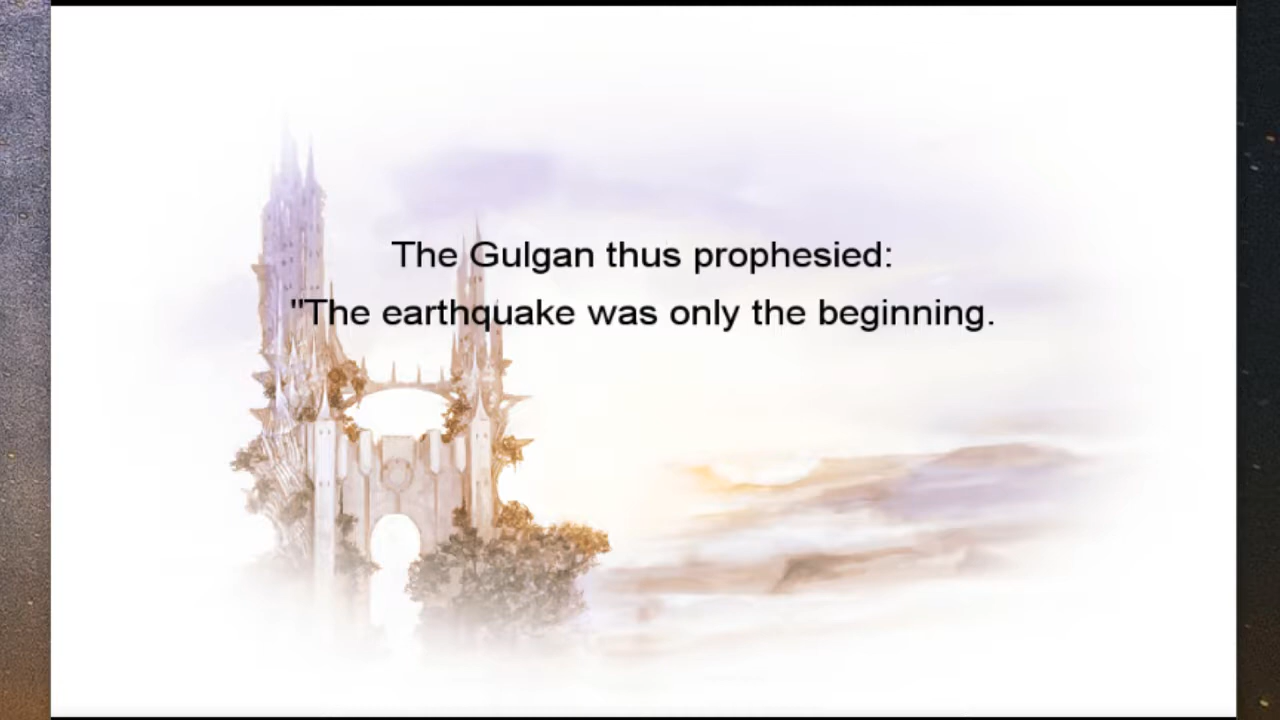 The Gulgan thus prophesied:
"The earthquake was only the beginning.